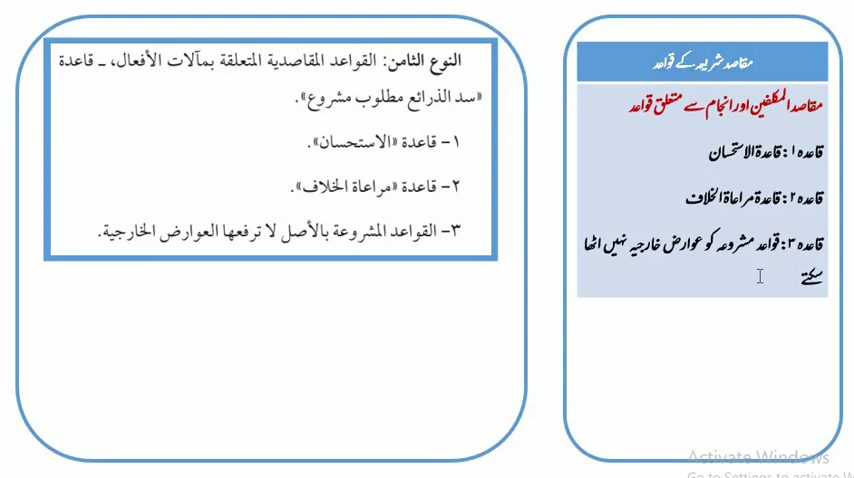 النوع الثامن: القواعد المقاصدية المتعلقة بمآلات الأفعال، ـ قاعدة
«سد الذرائع مطلوب مشروع».
١- قاعدة «الاستحسان».
٢- قاعدة «مراعاة الخلاف».
٣- القواعد المشروعة بالأصل لا ترفعها العوارض الخارجية.
مقاصد شریعہ کے قواعد
مقاصد المکلفین اور انجام سے متعلق قواعد
قاعدہ ۱: قاعدة الاستحسان
قاعدہ ۲: قاعدة مراعاة الخلاف
قاعدہ ۳: قواعد مشروعہ کو عوارض خارجیہ نہیں اٹھا
سکتے
Activate Windows
Go to Settings to activate Windows